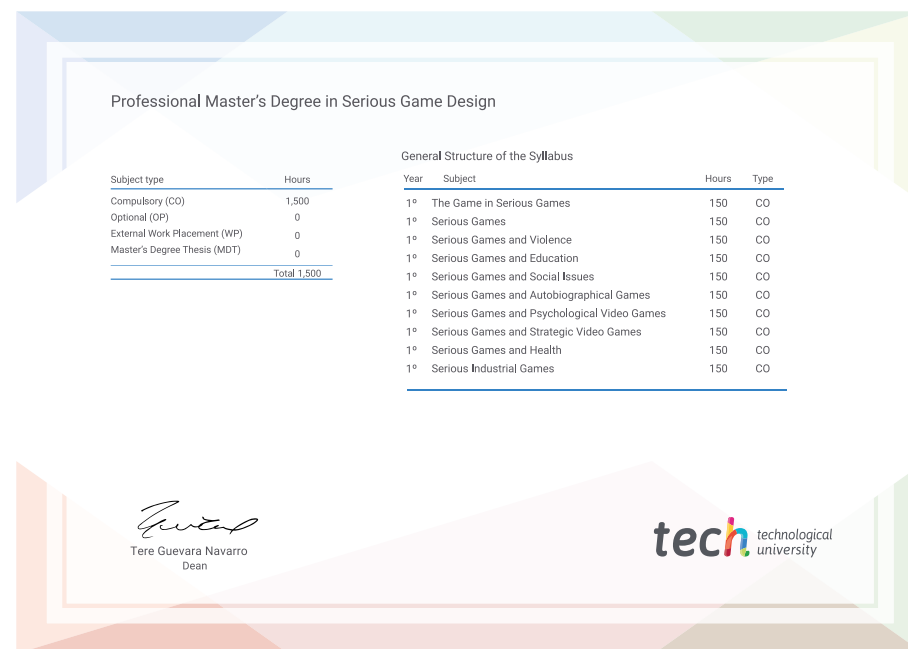 Professional Master's Degree in Serious Game Design
Subject type Hours
Compulsory (CO) 1,500
Optional (OP) 0
External Work Placement (WP) 0
Master's Degree Thesis (MDT) 0
Total 1,500
General Structure of the Syllabus
Year Subject Hours Type
1º The Game in Serious Games 150 CO
1º Serious Games 150 CO
1º Serious Games and Violence 150 CO
1º Serious Games and Education 150 CO
1º Serious Games and Social Issues 150 CO
1º Serious Games and Autobiographical Games 150 CO
1º Serious Games and Psychological Video Games 150 CO
1º Serious Games and Strategic Video Games 150 CO
1º Serious Games and Health 150 CO
1º Serious Industrial Games 150 CO
Tere Guevara Navarro
Dean
tech technological
university